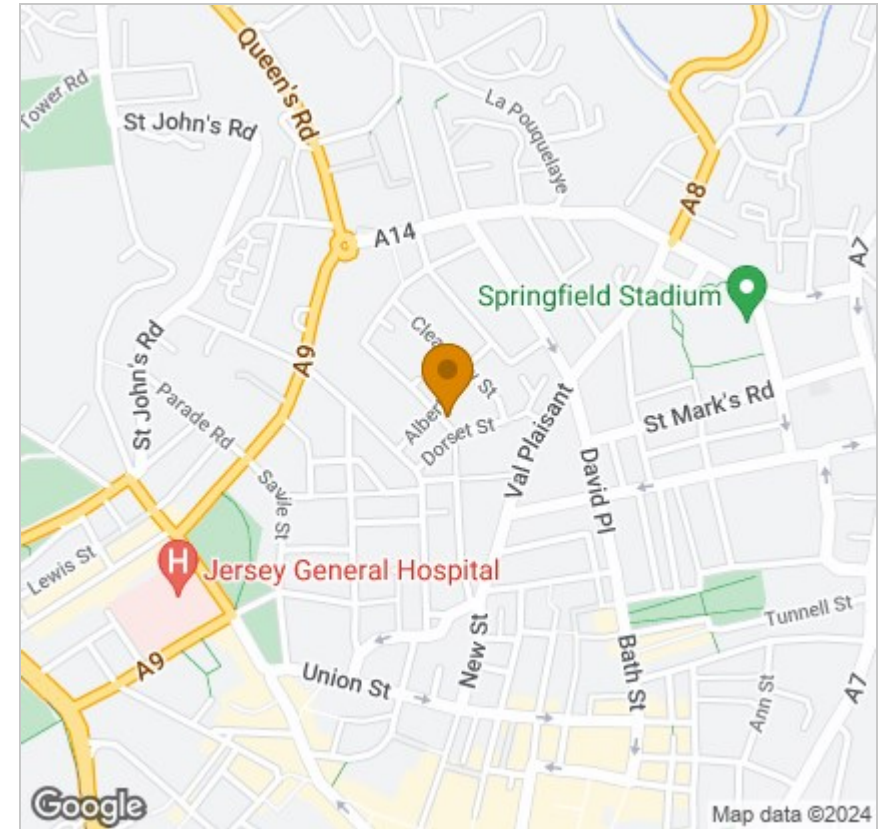 Queen's Rd
Tower Rd
St John's Rd
La Pouquelaye
A8
A14
A7
Springfield Stadium
A9
Clea
St
St John's Rd
Parade Rd
Alber
Dorset St
Val Plaisant
St Mark's Rd
David Pl
Savile St
Lewis St
H
Jersey General Hospital
Tunnell St
New St
Bath St
A9
Union St
Ann St
A7
Google
Map data ©2024